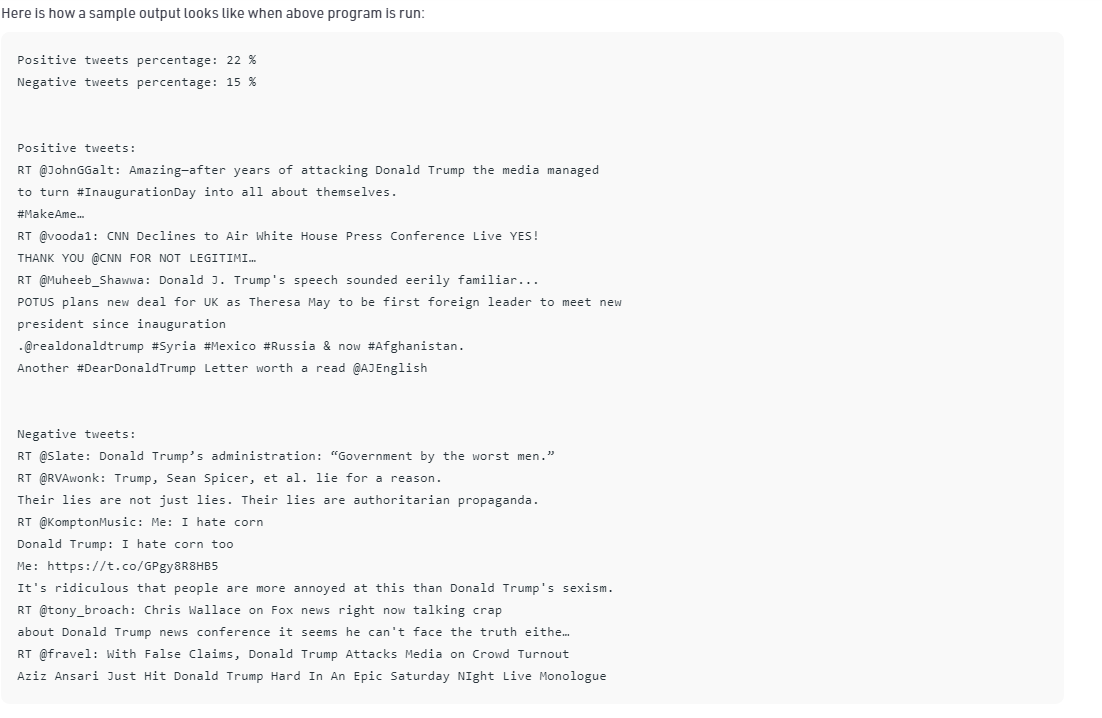 Here is how a sample output looks like when above program is run:
Positive tweets percentage: 22 %
Negative tweets percentage: 15 %
Positive tweets:
RT @JohnGGalt: Amazing—after years of attacking Donald Trump the media managed
to turn #InaugurationDay into all about themselves.
#MakeAme…
RT @vooda1: CNN Declines to Air White House Press Conference Live YES!
THANK YOU @CNN FOR NOT LEGITIMI…
RT @Muheeb_Shawwa: Donald J. Trump's speech sounded eerily familiar...
POTUS plans new deal for UK as Theresa May to be first foreign leader to meet new
president since inauguration
.@realdonaldtrump #Syria #Mexico #Russia & now #Afghanistan.
Another #DearDonaldTrump Letter worth a read @AJEnglish
Negative tweets:
RT @Slate: Donald Trump’s administration: “Government by the worst men.”
RT @RVAwonk: Trump, Sean Spicer, et al. lie for a reason.
Their lies are not just lies. Their lies are authoritarian propaganda.
RT @KomptonMusic: Me: I hate corn
Donald Trump: I hate corn too
Me: https://t.co/GPgy8R8HB5
It's ridiculous that people are more annoyed at this than Donald Trump's sexism.
RT @tony_broach: Chris Wallace on Fox news right now talking crap
about Donald Trump news conference it seems he can't face the truth eithe…
RT @fravel: With False Claims, Donald Trump Attacks Media on Crowd Turnout
Aziz Ansari Just Hit Donald Trump Hard In An Epic Saturday NIght Live Monologue